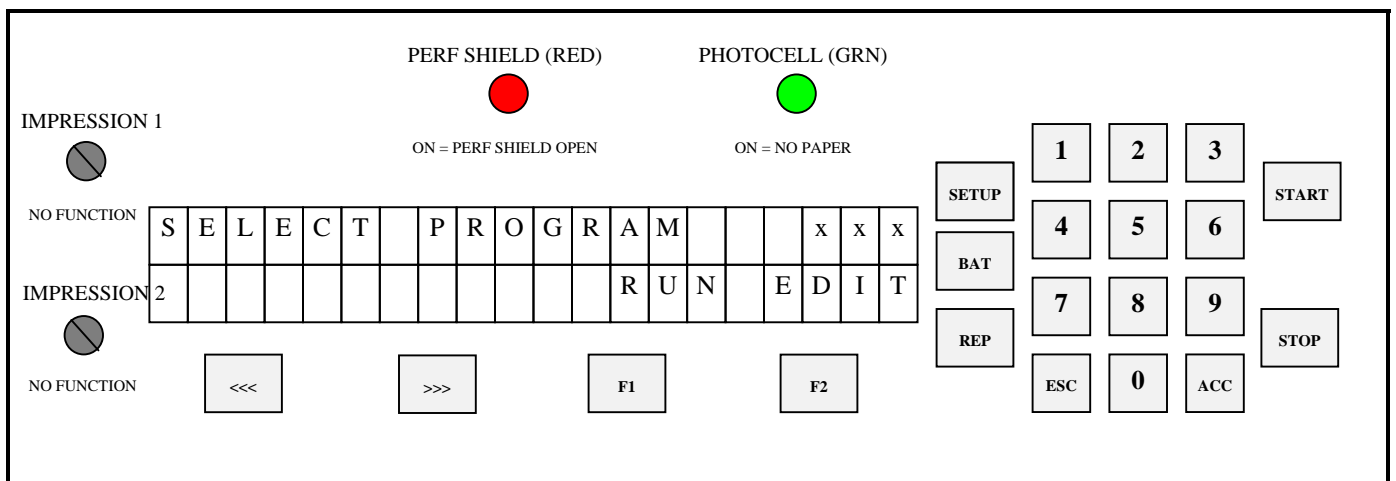 PERF SHIELD (RED)
PHOTOCELL (GRN)
ON = PERF SHIELD OPEN
ON = NO PAPER
IMPRESSION 1
NO FUNCTION
IMPRESSION 2
NO FUNCTION
SELECT PROGRAM xxx
RUN EDIT
<<<
>>>
F1
F2
SETUP
BAT
REP
1 2 3
4 5 6
7 8 9
ESC 0 ACC
START
STOP